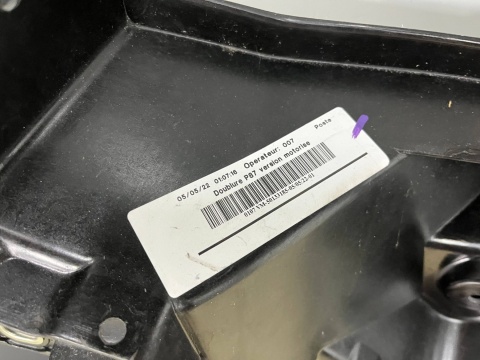 05/05/22 01:07:16 Operateur: 007 Poste
Doublure P87 version motorise